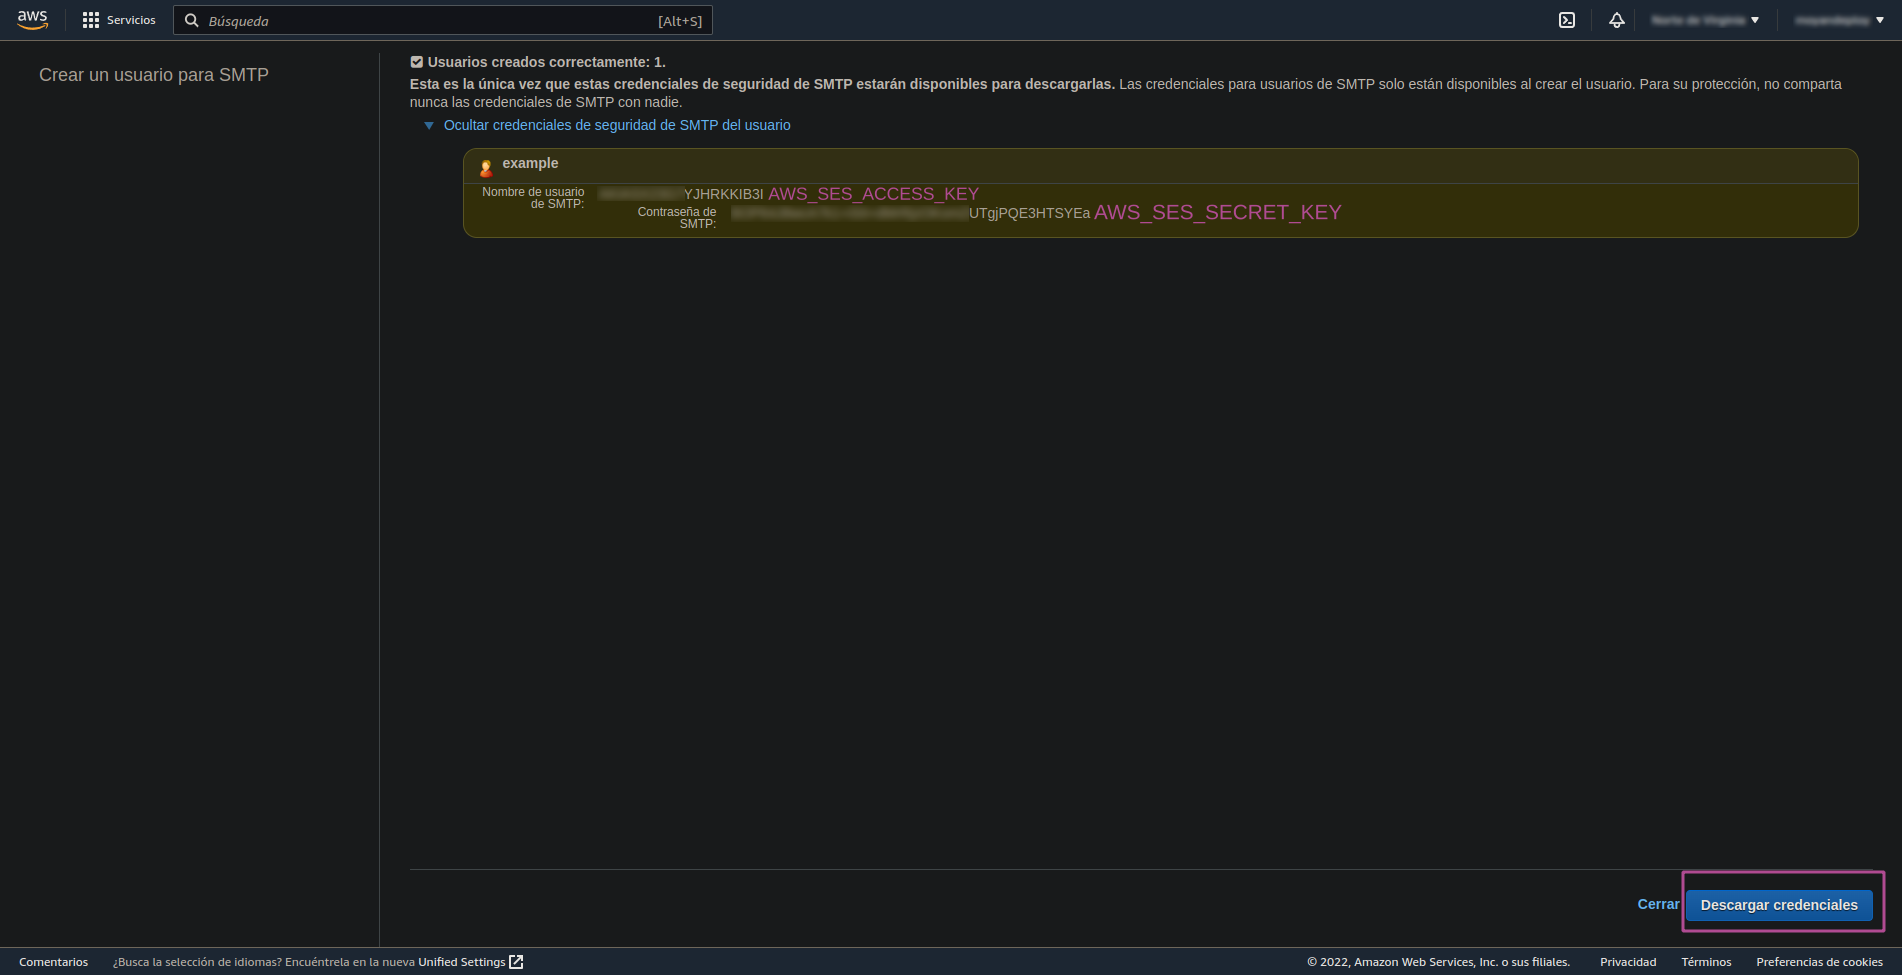 aws
Servicios
Búsqueda
[Alt+S]
Crear un usuario para SMTP
Usuarios creados correctamente: 1.
Esta es la única vez que estas credenciales de seguridad de SMTP estarán disponibles para descargarlas. Las credenciales para usuarios de SMTP solo están disponibles al crear el usuario. Para su protección, no comparta
nunca las credenciales de SMTP con nadie.
Ocultar credenciales de seguridad de SMTP del usuario
example
Nombre de usuario
de SMTP:
YJHRKKIB3I AWS_SES_ACCESS_KEY
Contraseña de
SMTP:
UTgjPQE3HTSYEa AWS_SES_SECRET_KEY
Cerrar
Descargar credenciales
Comentarios
¿Busca la selección de idiomas? Encuéntrela en la nueva Unified Settings
© 2022, Amazon Web Services, Inc. o sus filiales.
Privacidad
Términos
Preferencias de cookies